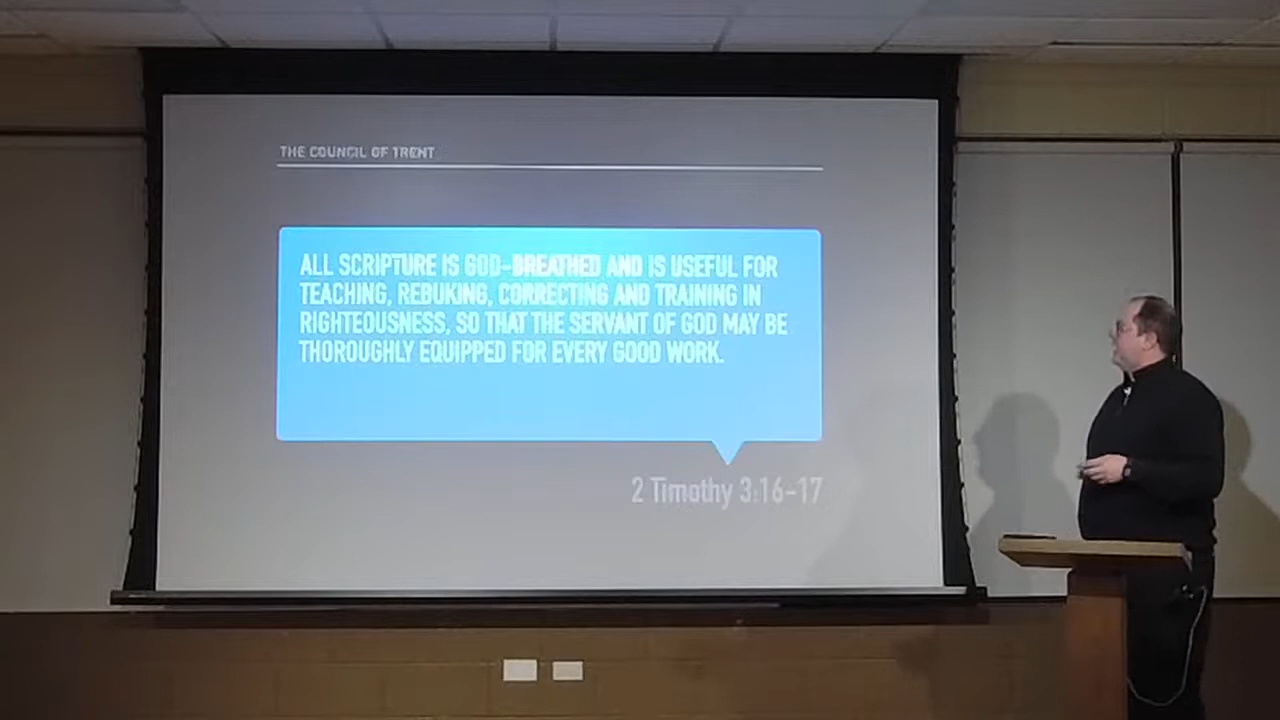 THE COUNCIL OF TRENT
ALL SCRIPTURE IS GOD-BREATHED AND IS USEFUL FOR
TEACHING, REBUKING, CORRECTING AND TRAINING IN
RIGHTEOUSNESS, SO THAT THE SERVANT OF GOD MAY BE
THOROUGHLY EQUIPPED FOR EVERY GOOD WORK.
2 Timothy 3:16-17